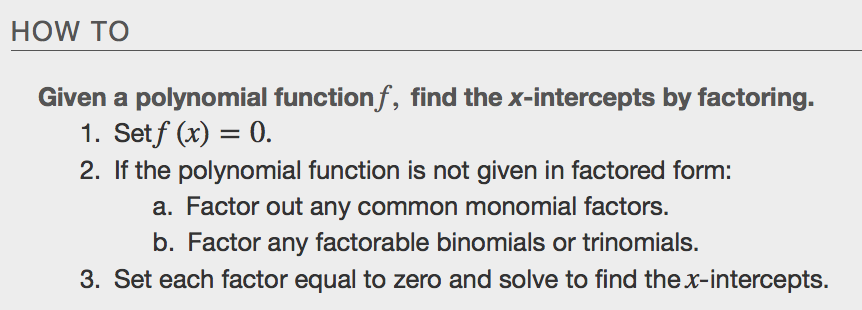 HOW TO
Given a polynomial function f, find the x-intercepts by factoring.
1. Set f (x) = 0.
2. If the polynomial function is not given in factored form:
a. Factor out any common monomial factors.
b. Factor any factorable binomials or trinomials.
3. Set each factor equal to zero and solve to find the x-intercepts.